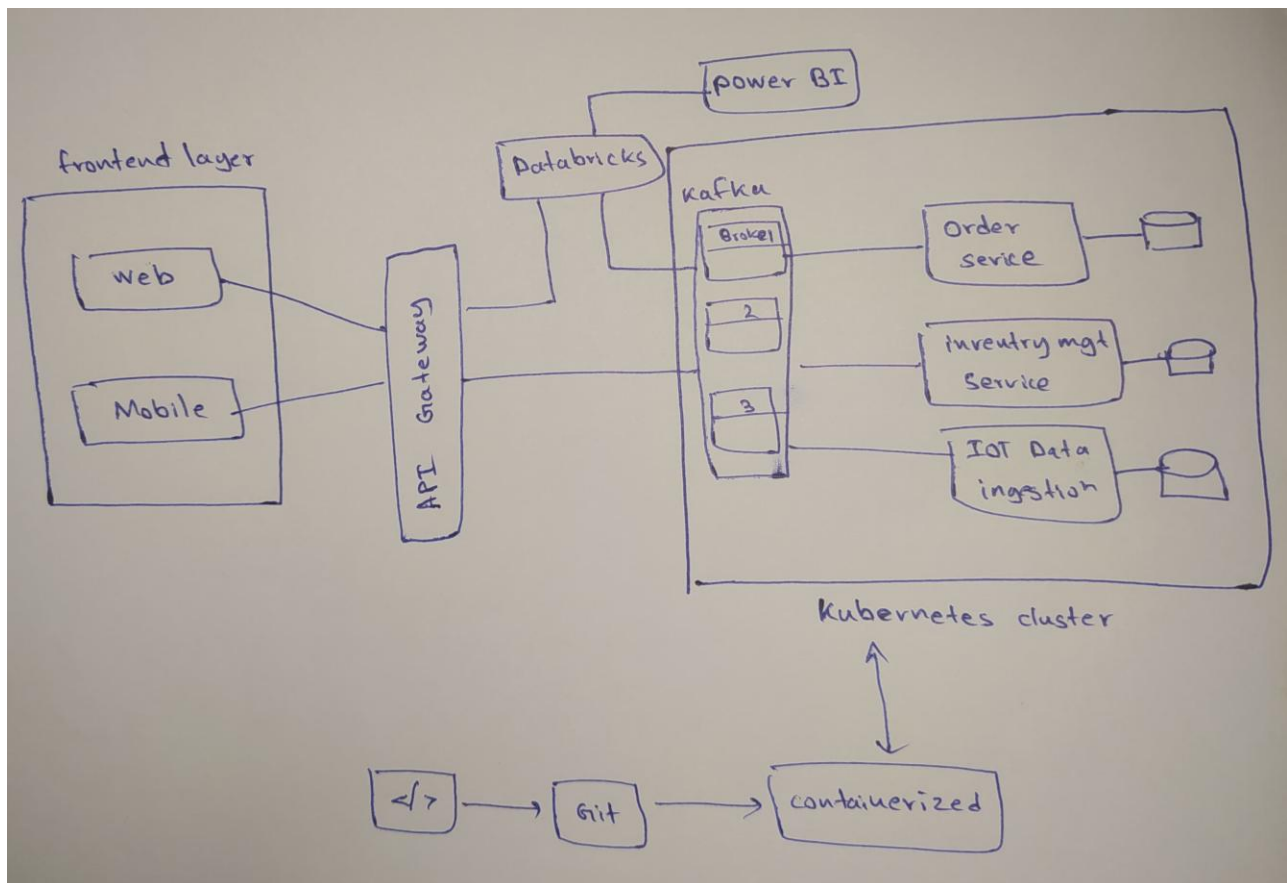 power BI
frontend layer
Databricks
Kafka
Web
Mobile
API Gateway
Broke1
2
3
Order
serice
inventry mgt
Service
IOT Data
ingestion
Kubernetes cluster
</>
Git
containerized